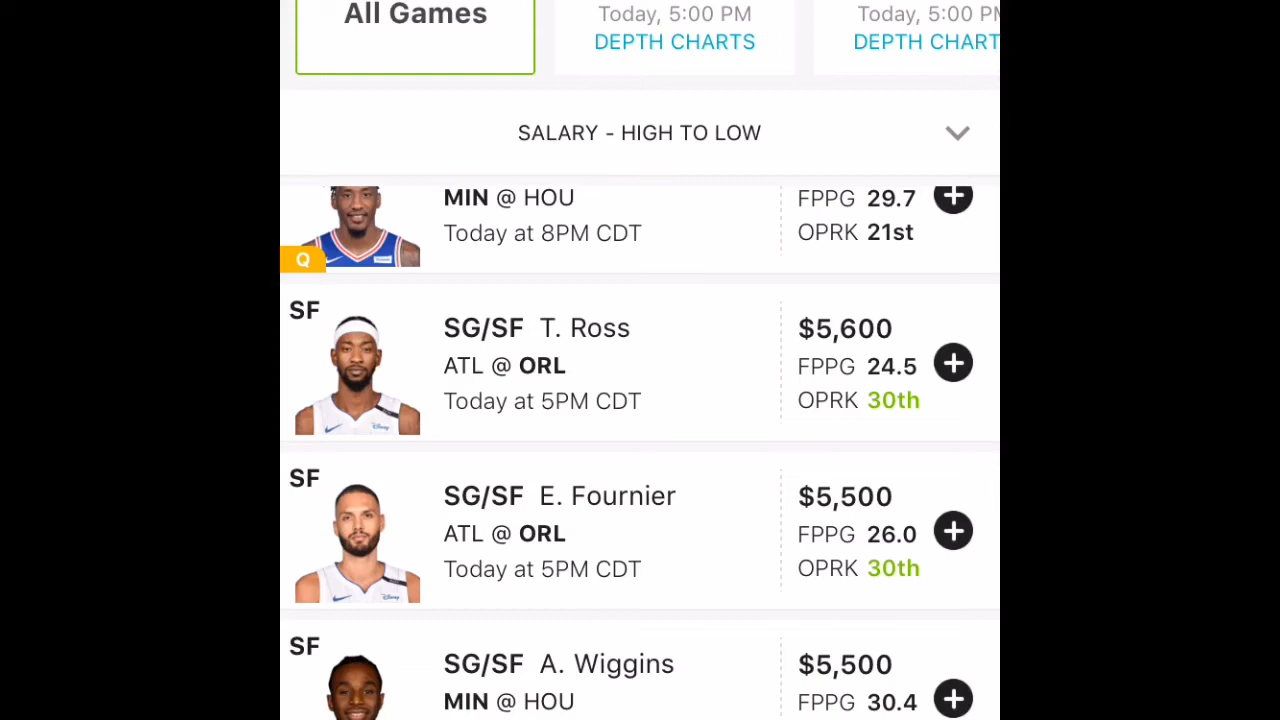 All Games
Today, 5:00 PM
DEPTH CHARTS
Today, 5:00 PM
DEPTH CHART
SALARY - HIGH TO LOW
MIN @ HOU
Today at 8PM CDT
FPPG 29.7
OPRK 21st
Q
SF
SG/SF T. Ross
ATL @ ORL
Today at 5PM CDT
$5,600
FPPG 24.5
OPRK 30th
SF
SG/SF E. Fournier
ATL @ ORL
Today at 5PM CDT
$5,500
FPPG 26.0
OPRK 30th
SF
SG/SF A. Wiggins
MIN @ HOU
$5,500
FPPG 30.4